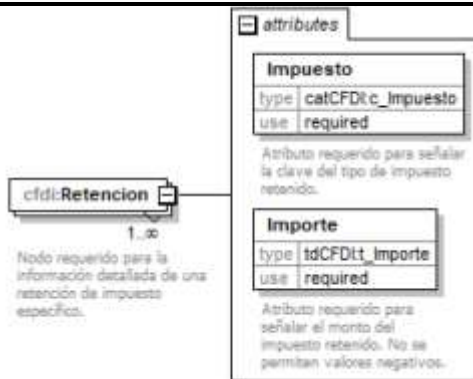 attributes
Impuesto
type catCFDI:c_Impuesto
use required
Atributo requerido para señalar
la clave del tipo de impuesto
retenido.
cfdi:Retencion
1..∞
Nodo requerido para la
información detallada de una
retención de impuesto
específico.
Importe
type tdCFDI:t_Importe
use required
Atributo requerido para
señalar el monto del
impuesto retenido. No se
permiten valores negativos.